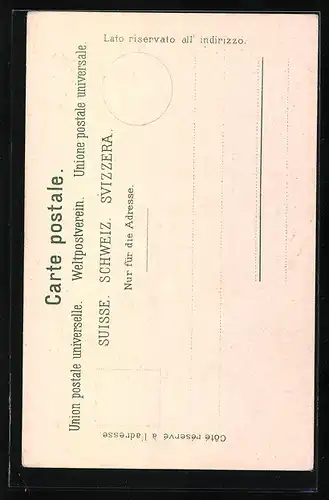 Carte postale.
Union postale universelle. Weltpostverein. Unione postale universale.
SUISSE. SCHWEIZ. SVIZZERA.
Nur für die Adresse.
Côté réservé à l'adresse
Lato riservato all' indirizzo.